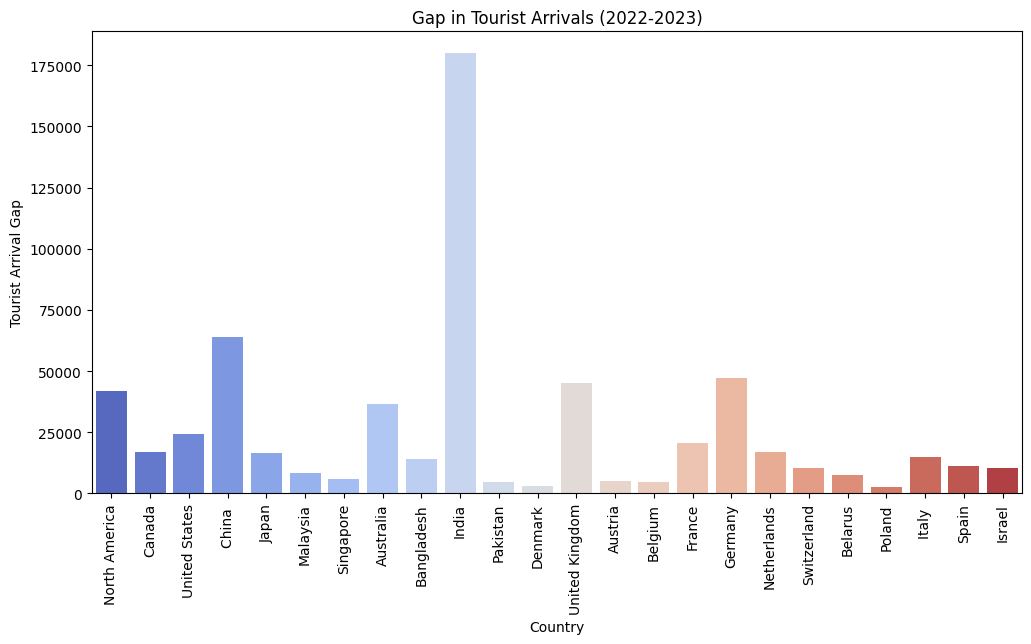 Gap in Tourist Arrivals (2022-2023)
Tourist Arrival Gap
175000
150000
125000
100000
75000
50000
25000
0
North America
Canada
United States
China
Japan
Malaysia
Singapore
Australia
Bangladesh
India
Pakistan
Denmark
United Kingdom
Austria
Belgium
France
Germany
Netherlands
Switzerland
Belarus
Poland
Italy
Spain
Israel
Country